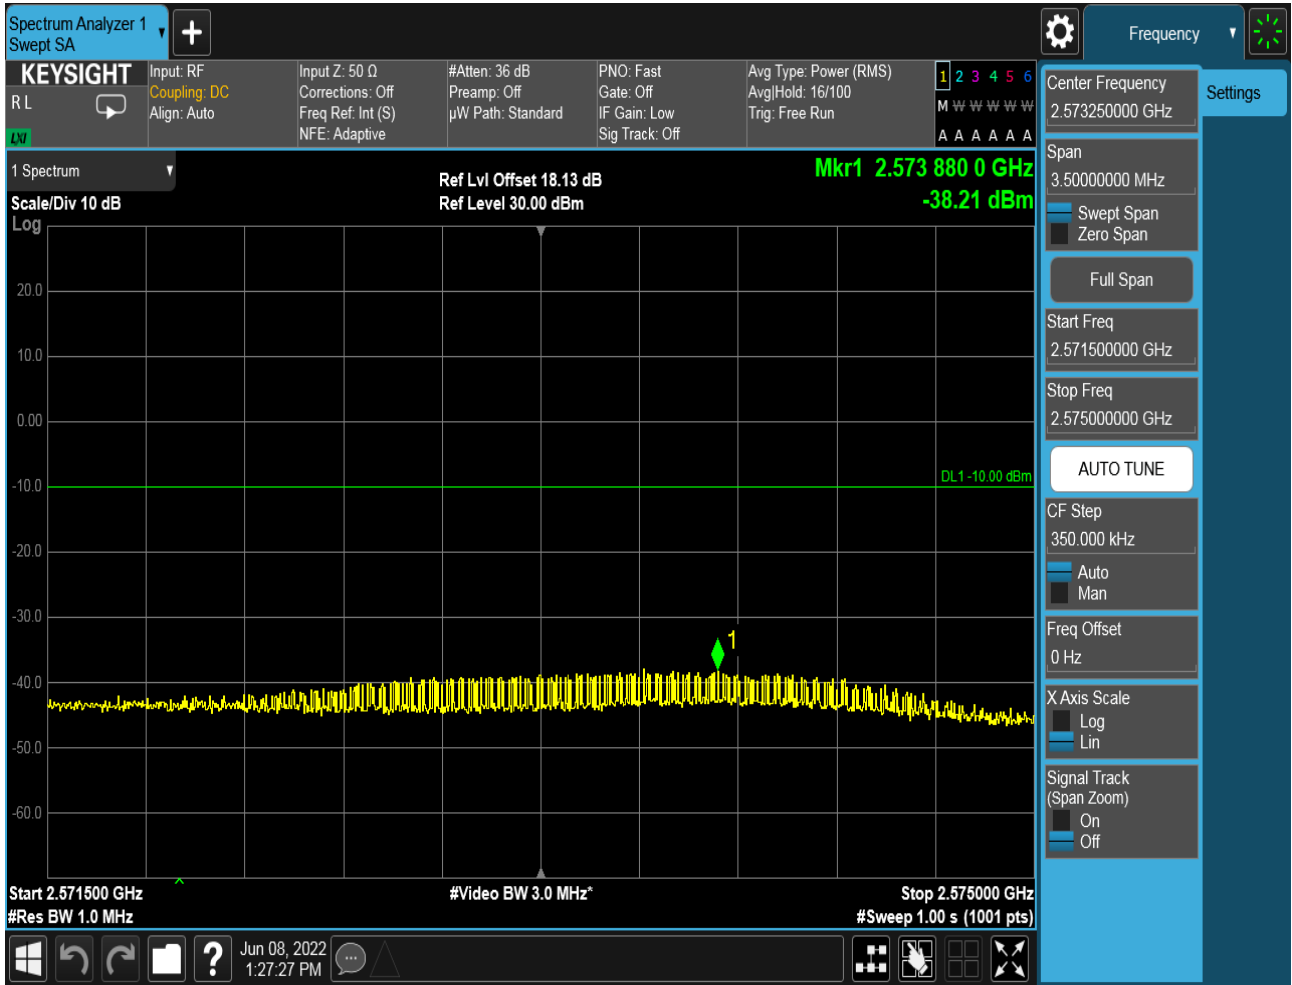 Spectrum Analyzer 1
Swept SA
Frequency
KEYSIGHT
R L
LXI
Input: RF
Coupling: DC
Align: Auto
Input Z: 50 Ω
Corrections: Off
Freq Ref: Int (S)
NFE: Adaptive
#Atten: 36 dB
Preamp: Off
µW Path: Standard
PNO: Fast
Gate: Off
IF Gain: Low
Sig Track: Off
Avg Type: Power (RMS)
Avg|Hold: 16/100
Trig: Free Run
1 2 3 4 5 6
M W W W W W
A A A A A A
1 Spectrum
Scale/Div 10 dB
Log
Ref Lvl Offset 18.13 dB
Ref Level 30.00 dBm
Mkr1 2.573 880 0 GHz
-38.21 dBm
20.0
10.0
0.00
-10.0
-20.0
-30.0
-40.0
-50.0
-60.0
DL1 -10.00 dBm
1
Start 2.571500 GHz
#Res BW 1.0 MHz
#Video BW 3.0 MHz*
Stop 2.575000 GHz
#Sweep 1.00 s (1001 pts)
Center Frequency
2.573250000 GHz
Settings
Span
3.50000000 MHz
Swept Span
Zero Span
Full Span
Start Freq
2.571500000 GHz
Stop Freq
2.575000000 GHz
AUTO TUNE
CF Step
350.000 kHz
Auto
Man
Freq Offset
0 Hz
X Axis Scale
Log
Lin
Signal Track
(Span Zoom)
On
Off
?
Jun 08, 2022
1:27:27 PM